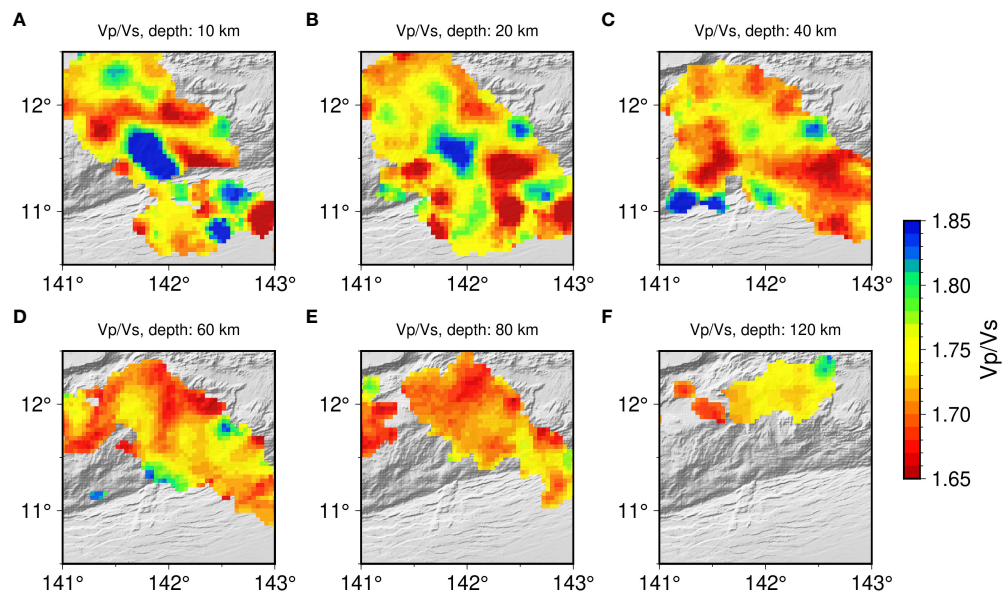 A B C
Vp/Vs, depth: 10 km Vp/Vs, depth: 20 km Vp/Vs, depth: 40 km
12° 12° 12°
11° 11° 11°
141° 142° 143° 141° 142° 143° 141° 142° 143°
D E F
Vp/Vs, depth: 60 km Vp/Vs, depth: 80 km Vp/Vs, depth: 120 km
12° 12° 12°
11° 11° 11°
141° 142° 143° 141° 142° 143° 141° 142° 143°
1.85
1.80
1.75
1.70
1.65
Vp/Vs